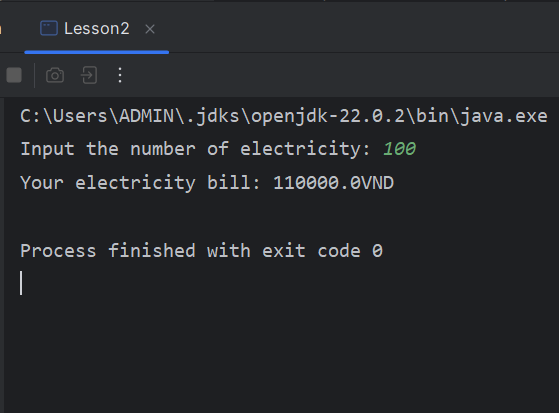 Lesson2
C:\Users\ADMIN\.jdks\openjdk-22.0.2\bin\java.exe
Input the number of electricity: 100
Your electricity bill: 110000.0VND
Process finished with exit code 0